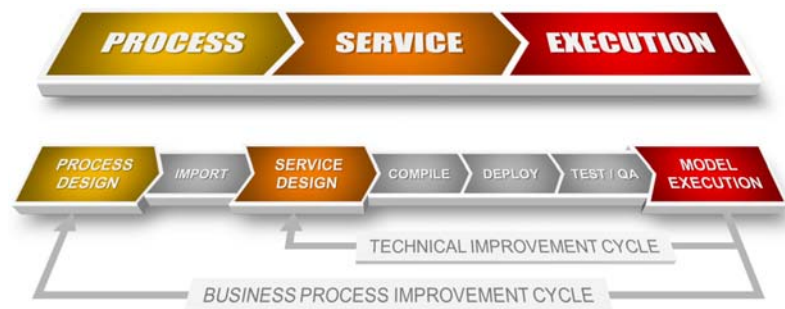 PROCESS SERVICE EXECUTION
PROCESS DESIGN
IMPORT
SERVICE DESIGN
COMPILE
DEPLOY
TEST / QA
MODEL EXECUTION
TECHNICAL IMPROVEMENT CYCLE
BUSINESS PROCESS IMPROVEMENT CYCLE